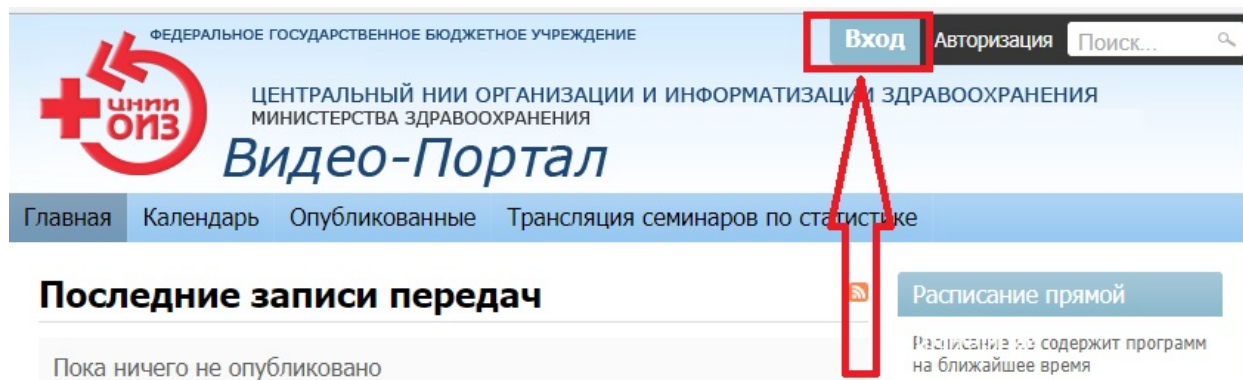 ФЕДЕРАЛЬНОЕ ГОСУДАРСТВЕННОЕ БЮДЖЕТНОЕ УЧРЕЖДЕНИЕ
Вход Авторизация Поиск...
ЦНИИ
ОИЗ
ЦЕНТРАЛЬНЫЙ НИИ ОРГАНИЗАЦИИ И ИНФОРМАТИЗАЦИИ ЗДРАВООХРАНЕНИЯ
МИНИСТЕРСТВА ЗДРАВООХРАНЕНИЯ
Видео-Портал
Главная Календарь Опубликованные Трансляция семинаров по статистике
Последние записи передач
Пока ничего не опубликовано
Расписание прямой
Расписание не содержит программ
на ближайшее время